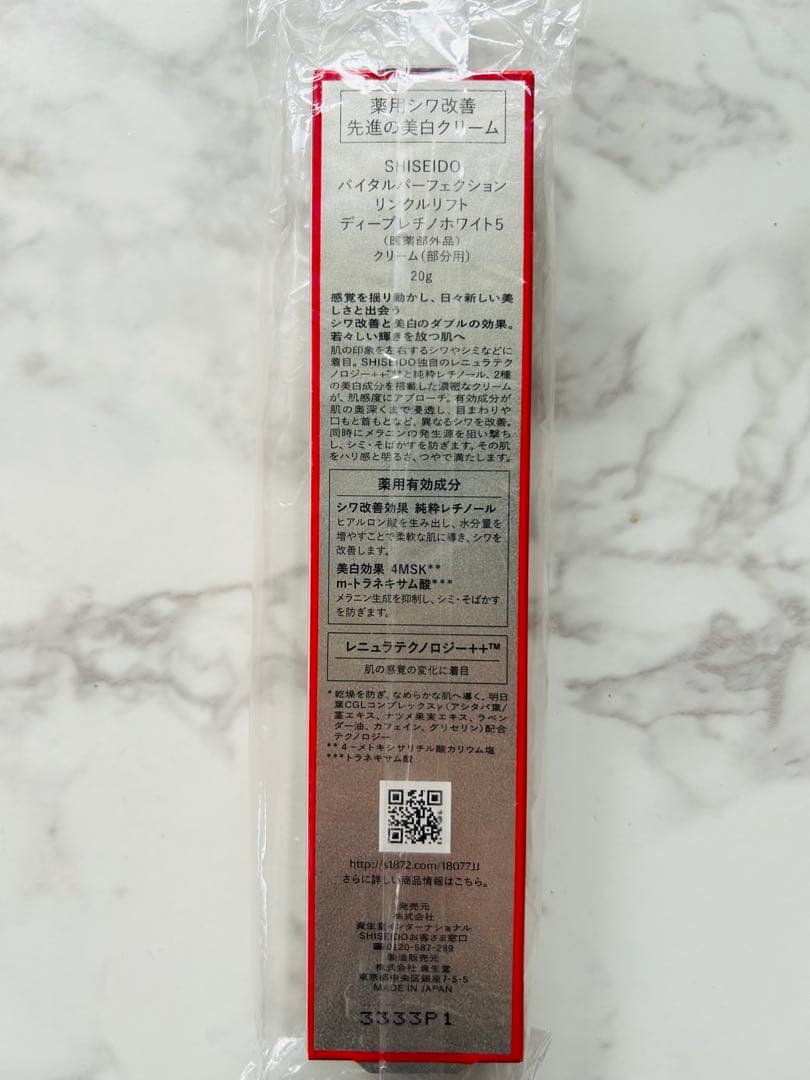 薬用シワ改善
先進の美白クリーム
SHISEIDO
バイタルパーフェクション
リンクルリフト
ディープレチノホワイト5
(医薬部外品)
クリーム(部分用)
20g
感覚を揺り動かし、日々新しい美
しさと出会う
シワ改善と美白のダブルの効果。
若々しい輝きを放つ肌へ
肌の印象を左右するシワやシミなどに
着目。SHISEIDO独自のレニュラテク
ノロジー++™*と純粋レチノール、2種
の美白成分を搭載した濃密なクリーム
が、肌感度にアプローチ。有効成分が
肌の奥深くまで浸透し、目まわりや
口もと首もとなど、異なるシワを改善。
同時にメラニンの発生源を狙い撃ち
し、シミ・そばかすを防ぎます。その肌
をハリ感と明るさ、つやで満たします。
薬用有効成分
シワ改善効果 純粋レチノール
ヒアルロン酸を生み出し、水分量を
増やすことで柔軟な肌に導き、シワを
改善します。
美白効果 4MSK**
m-トラネキサム酸***
メラニン生成を抑制し、シミ・そばかす
を防ぎます。
レニュラテクノロジー++™
肌の感覚の変化に着目
*乾燥を防ぎ、なめらかな肌へ導く、明日
葉CGLコンプレックスγ(アシタバ葉/
茎エキス、ナツメ果実エキス、ラベン
ダー油、カフェイン、グリセリン)配合
テクノロジー
**4-メトキシサリチル酸カリウム塩
***トラネキサム酸
http://s1872.com/18077JJ
さらに詳しい商品情報はこちら。
発売元
株式会社
資生堂インターナショナル
SHISEIDOお客さま窓口
0120-587-289
製造販売元
株式会社 資生堂
東京都中央区銀座7-5-5
MADE IN JAPAN
3333P1